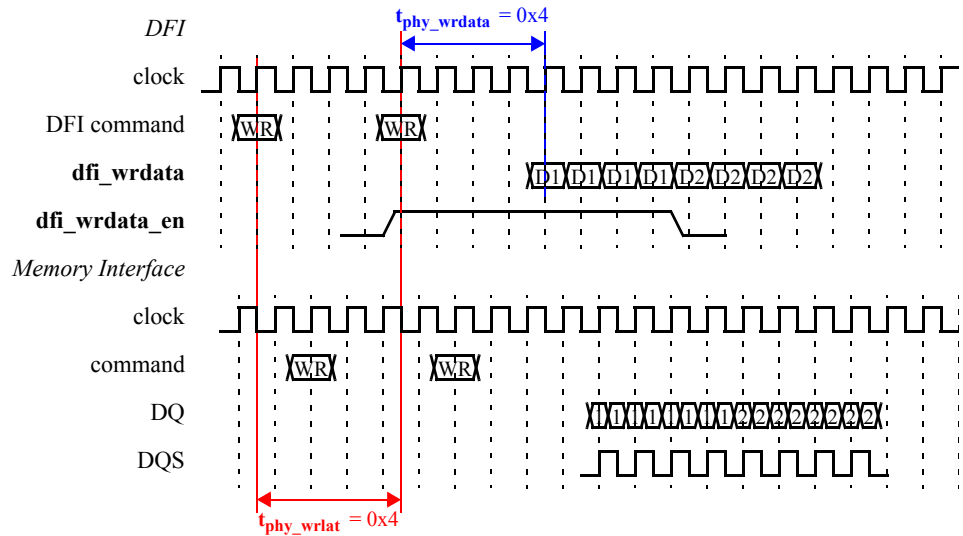 t_phy_wrdata = 0x4
DFI
clock
DFI command WR WR
dfi_wrdata D1 D1 D1 D1 D2 D2 D2 D2
dfi_wrdata_en
Memory Interface
clock
command WR WR
DQ 1 1 1 1 1 1 1 1 2 2 2 2 2 2 2 2
DQS
t_phy_wrlat = 0x4